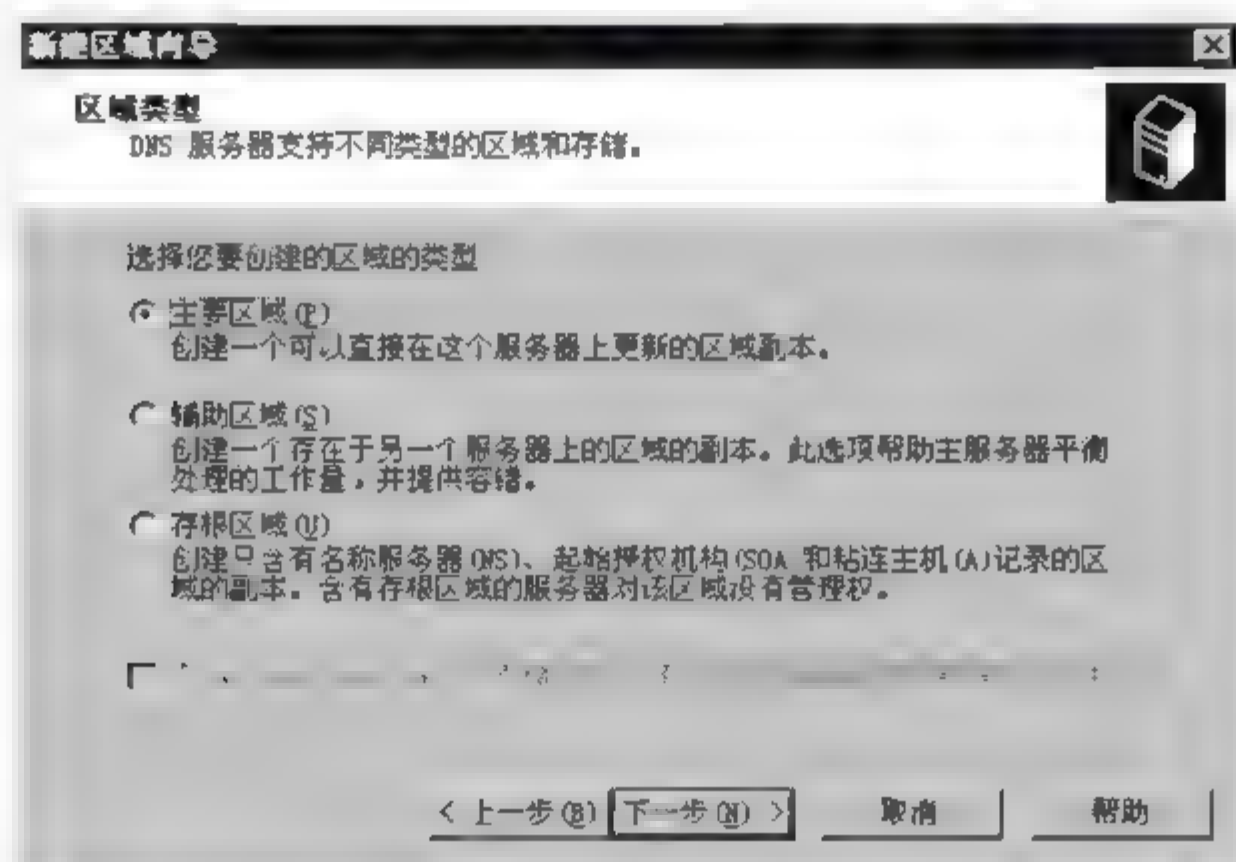 新建区域向导
区域类型
DNS 服务器支持不同类型的区域和存储。
选择您要创建的区域的类型
主要区域(P)
创建一个可以直接在这个服务器上更新的区域副本。
辅助区域(S)
创建一个存在于另一个服务器上的区域的副本。此选项帮助主服务器平衡
处理的工作量，并提供容错。
存根区域(U)
创建只含有名称服务器(NS)、起始授权机构(SOA 和粘连主机(A)记录的区
域的副本。含有存根区域的服务器对该区域没有管理权。
< 上一步(B) 下一步(N) > 取消 帮助